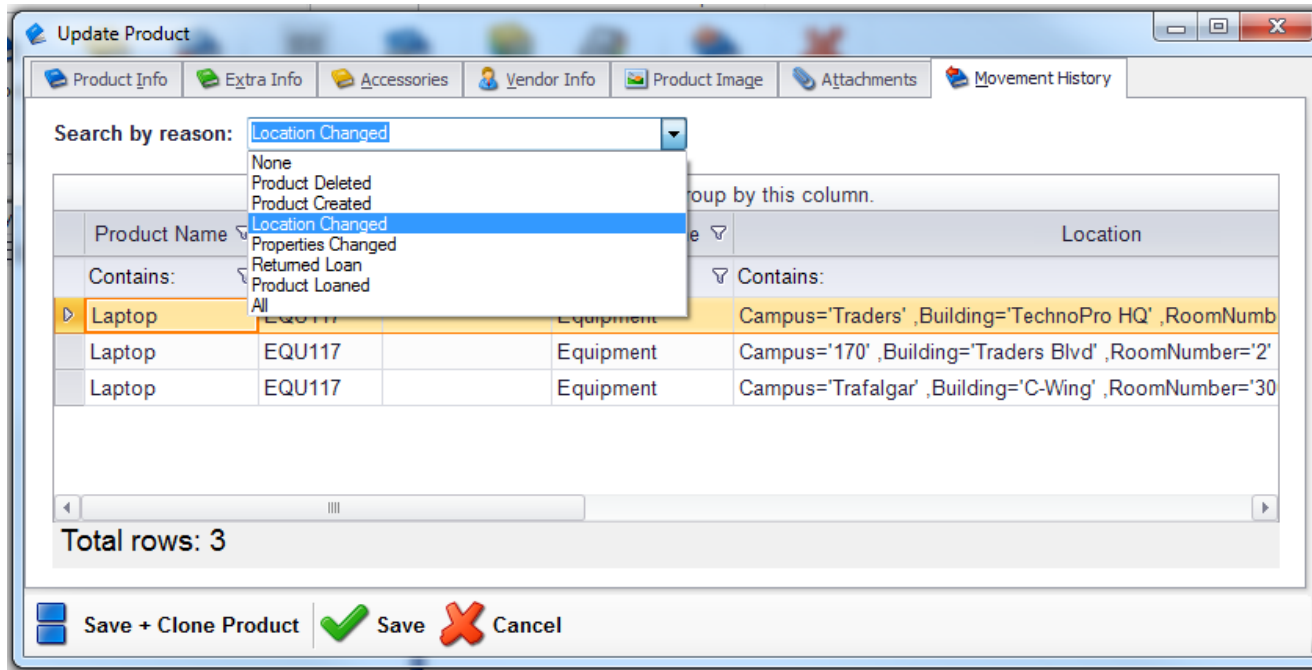 Update Product
Product Info Extra Info Accessories Vendor Info Product Image Attachments Movement History
Search by reason: Location Changed
None
Product Deleted
Product Created
Location Changed
Properties Changed
Returned Loan
Product Loaned
All
by this column.
Product Name Location
Contains: Contains:
Laptop EQU117 Equipment Campus='Traders' ,Building='TechnoPro HQ' ,RoomNumb
Laptop EQU117 Equipment Campus='170' ,Building='Traders Blvd' ,RoomNumber='2'
Laptop EQU117 Equipment Campus='Trafalgar' ,Building='C-Wing' ,RoomNumber='30
Total rows: 3
Save + Clone Product Save Cancel